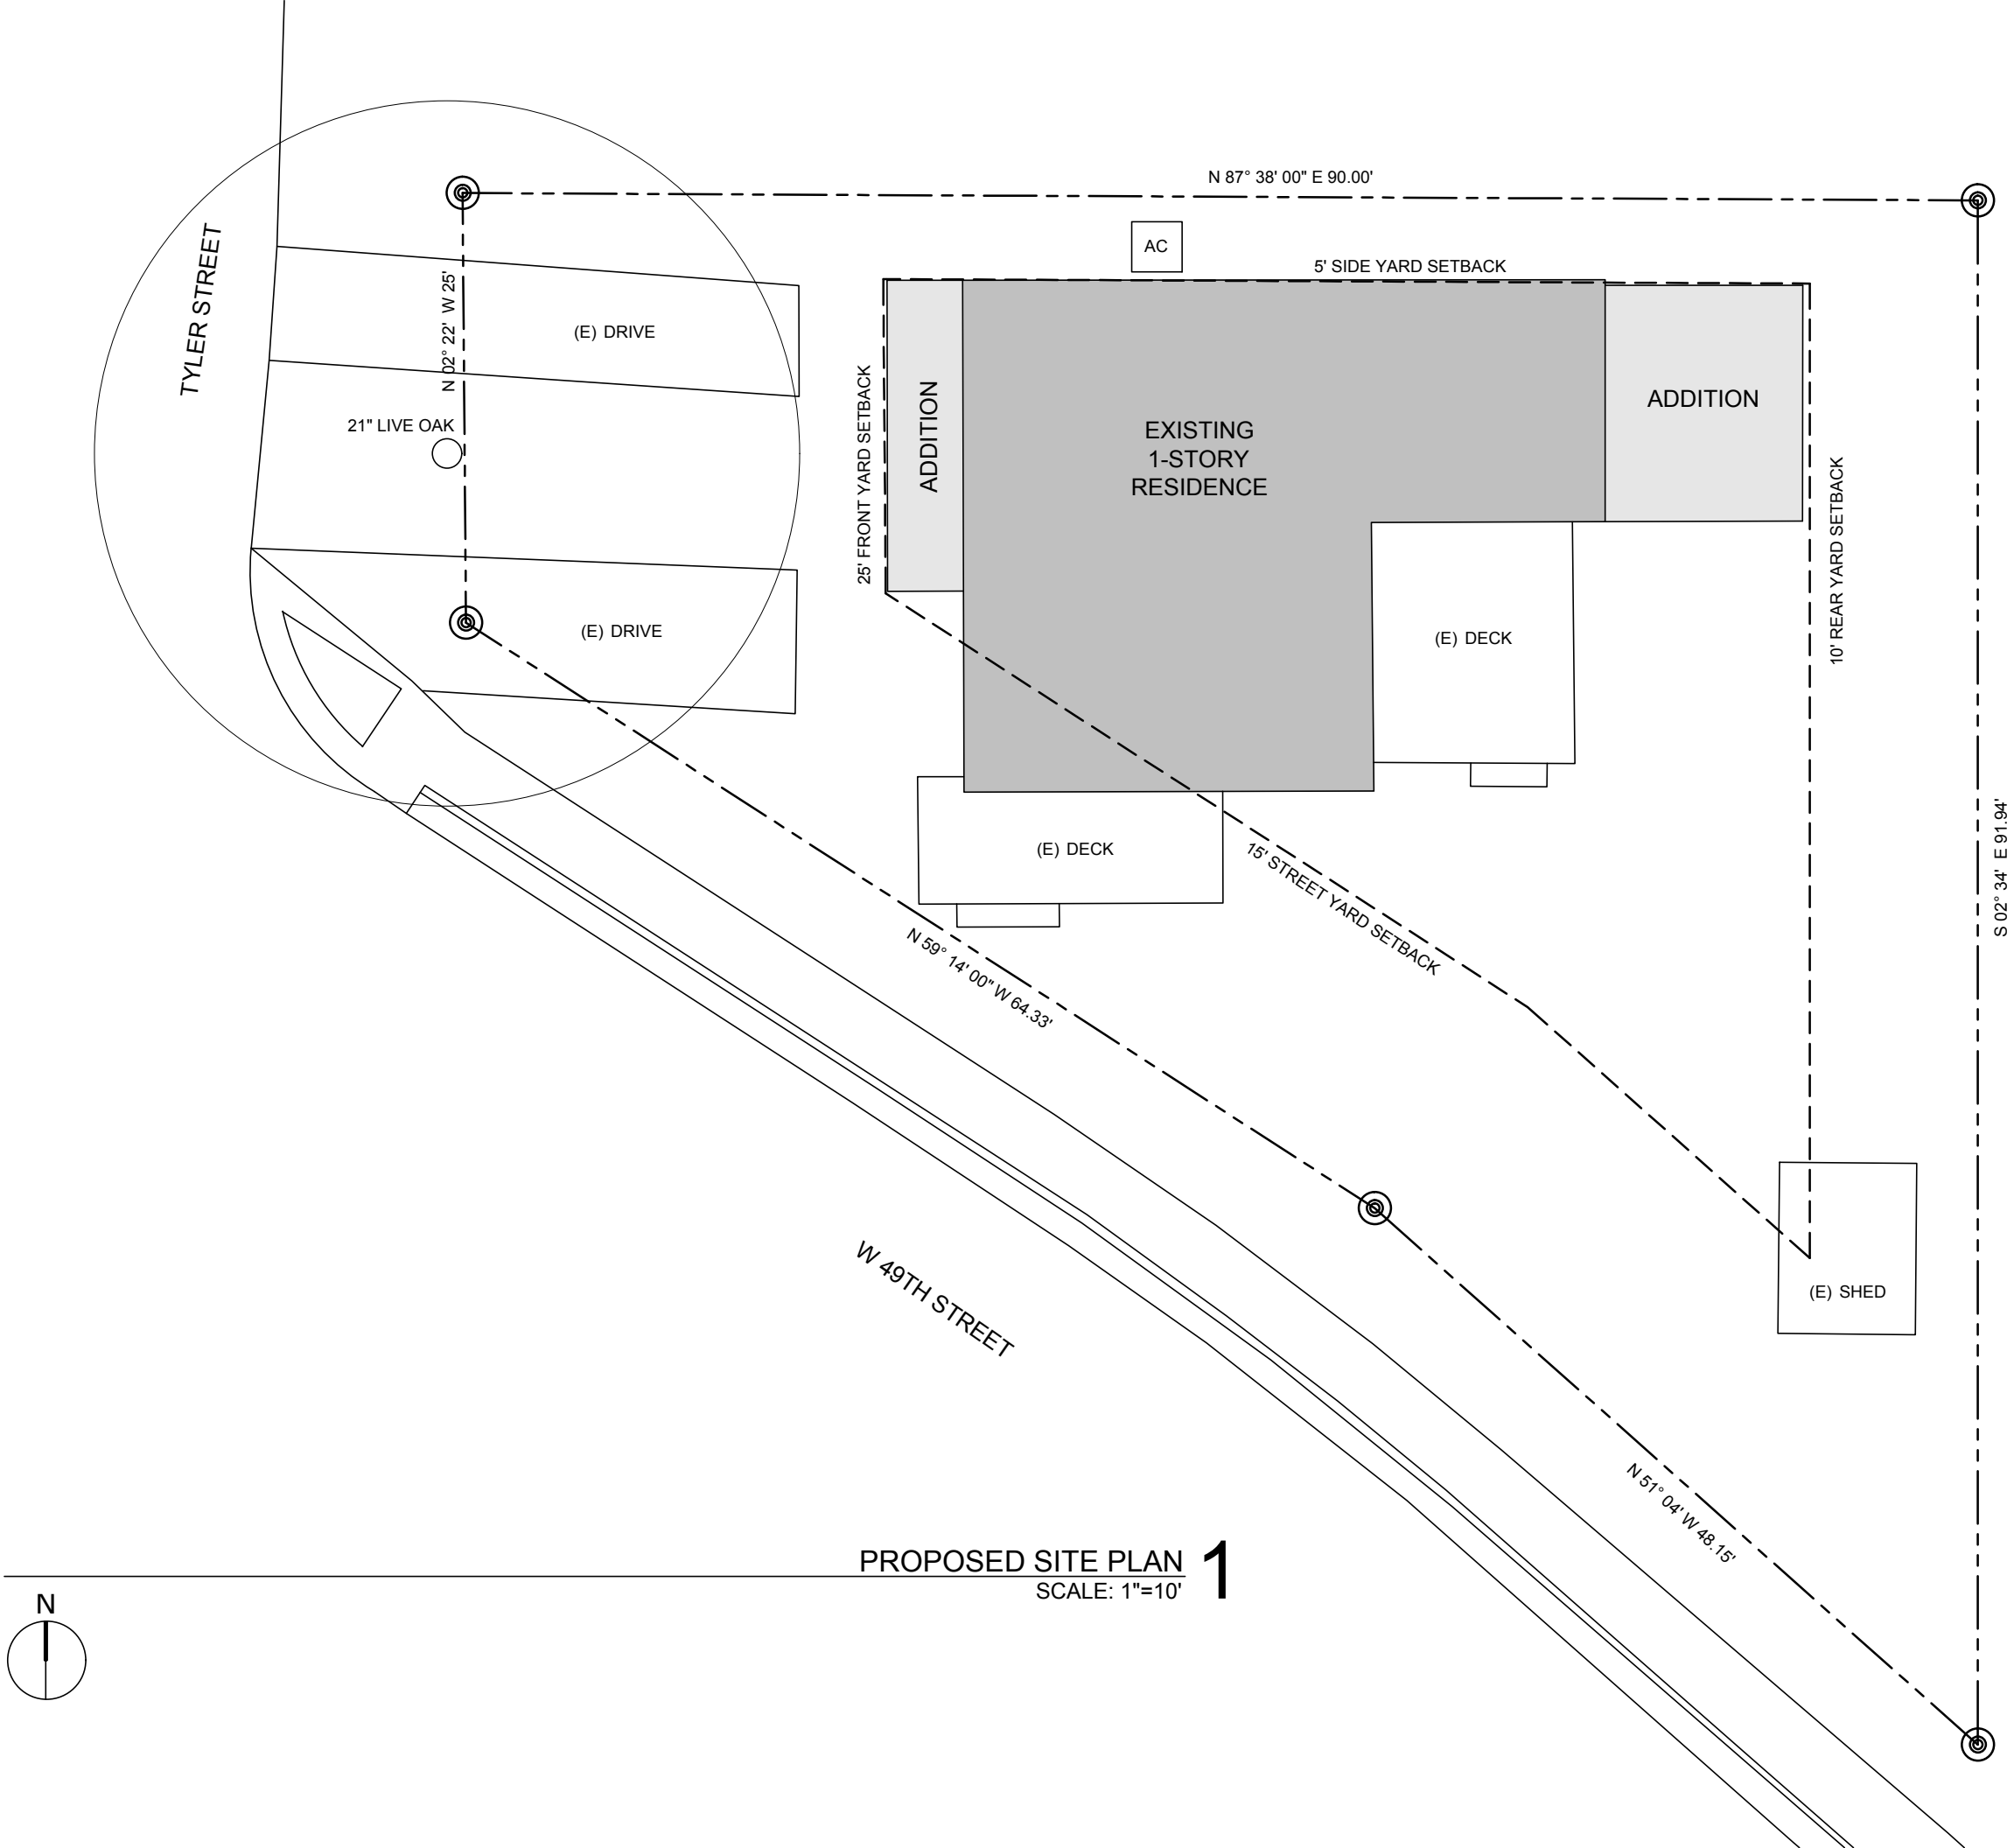 N 87° 38' 00" E 90.00'
TYLER STREET
N 02° 22' W 25'
AC
5' SIDE YARD SETBACK
(E) DRIVE
21" LIVE OAK
25' FRONT YARD SETBACK
ADDITION
EXISTING
1-STORY
RESIDENCE
ADDITION
10' REAR YARD SETBACK
(E) DRIVE
(E) DECK
(E) DECK
15' STREET YARD SETBACK
S 02° 34' E 91.94'
N 59° 14' 00" W 64.33'
W 49TH STREET
(E) SHED
N 51° 04' W 48.15'
PROPOSED SITE PLAN 1
SCALE: 1"=10'
N